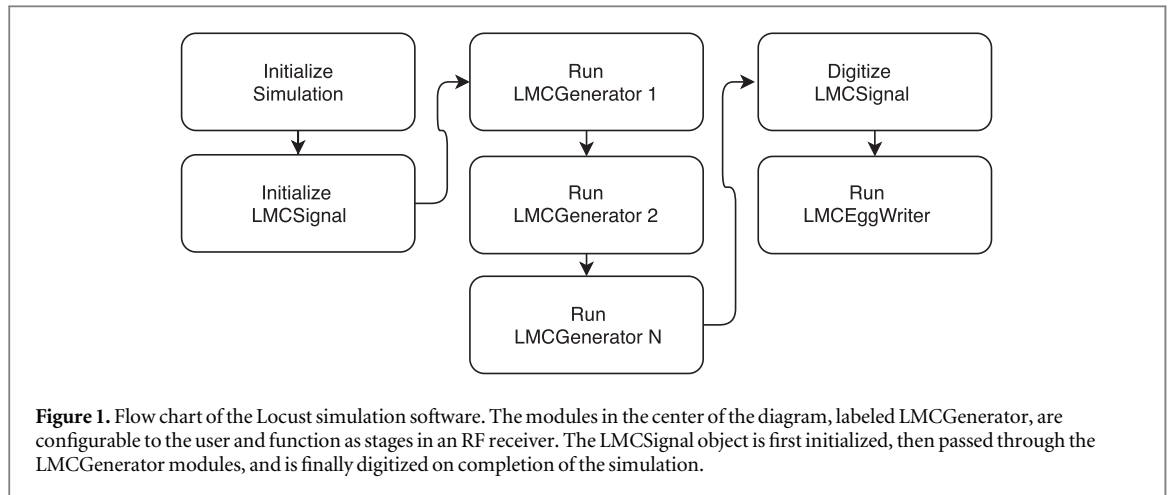 Initialize
Simulation
Initialize
LMCSignal
Run
LMCGenerator 1
Run
LMCGenerator 2
Run
LMCGenerator N
Digitize
LMCSignal
Run
LMCEggWriter
Figure 1. Flow chart of the Locust simulation software. The modules in the center of the diagram, labeled LMCGenerator, are
configurable to the user and function as stages in an RF receiver. The LMCSignal object is first initialized, then passed through the
LMCGenerator modules, and is finally digitized on completion of the simulation.